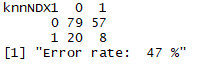 knnNDX1  0  1
      0 79 57
      1 20  8
[1] "Error rate:  47 %"